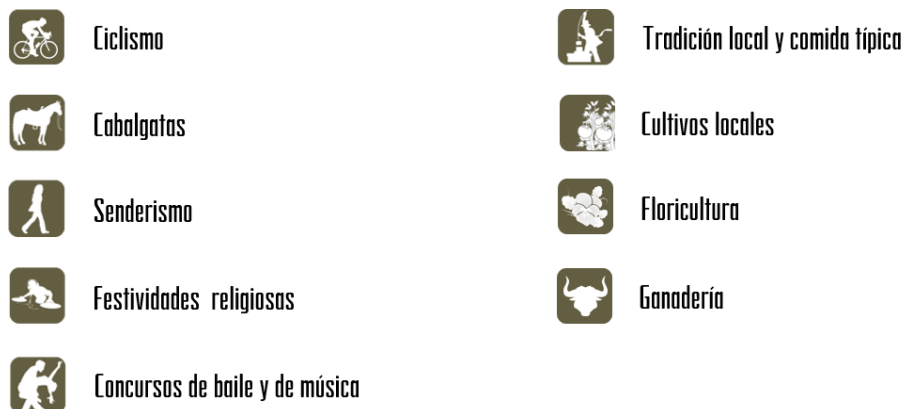 Ciclismo
Cabalgatas
Senderismo
Festividades religiosas
Concursos de baile y de música
Tradición local y comida típica
Cultivos locales
Floricultura
Ganadería